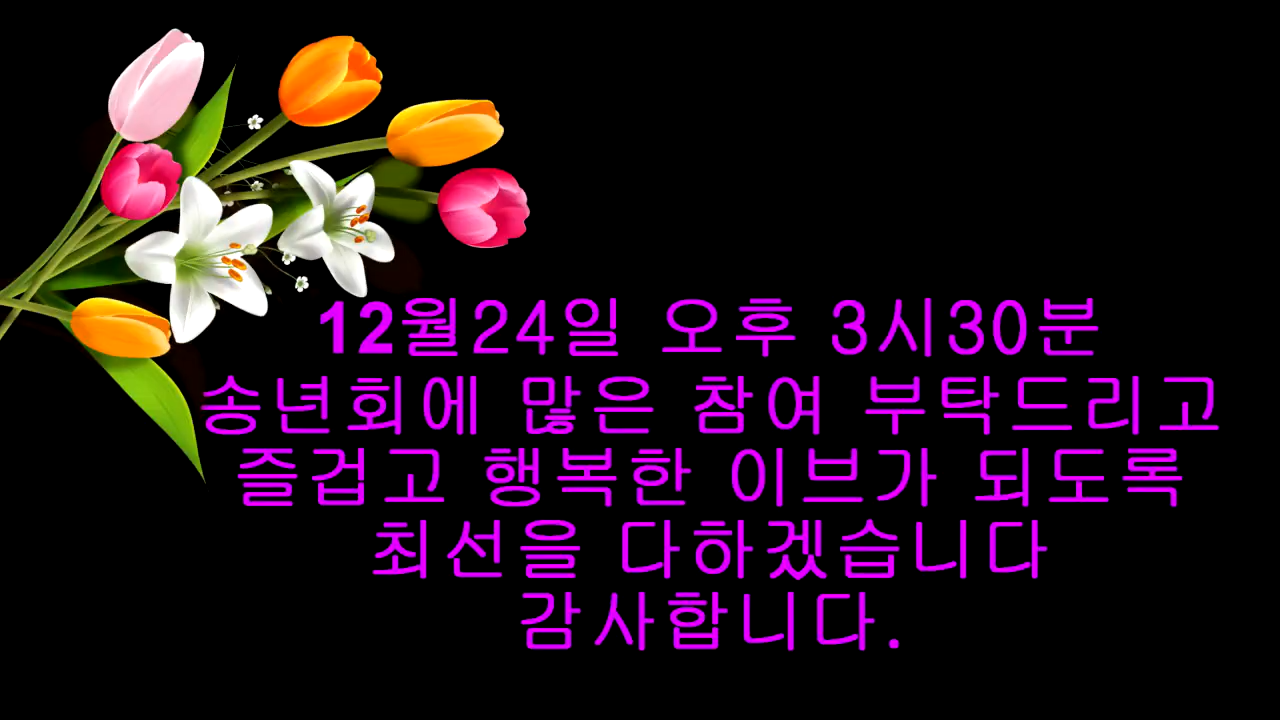 12월24일 오후 3시30분
송년회에 많은 참여 부탁드리고
즐겁고 행복한 이브가 되도록
최선을 다하겠습니다
감사합니다.